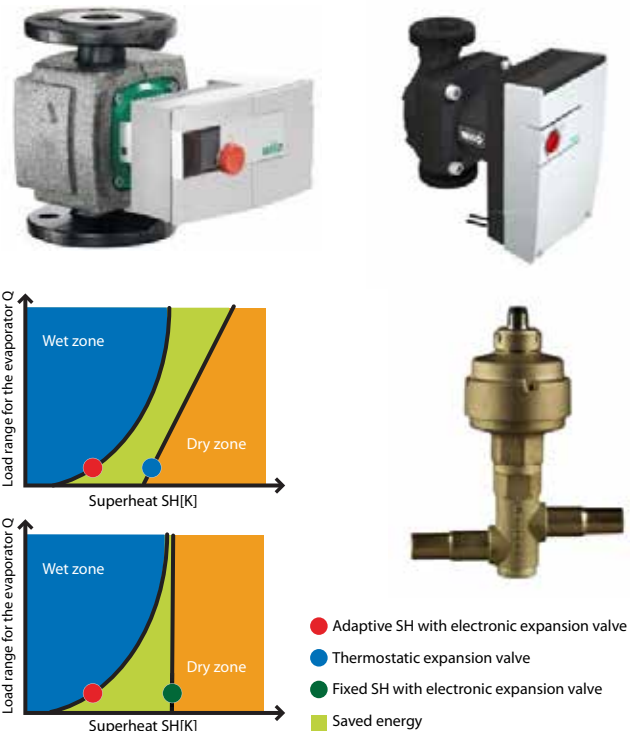 wilo
wilo
Load range for the evaporator Q
Wet zone
Dry zone
Superheat SH[K]
Load range for the evaporator Q
Wet zone
Dry zone
Superheat SH[K]
Adaptive SH with electronic expansion valve
Thermostatic expansion valve
Fixed SH with electronic expansion valve
Saved energy